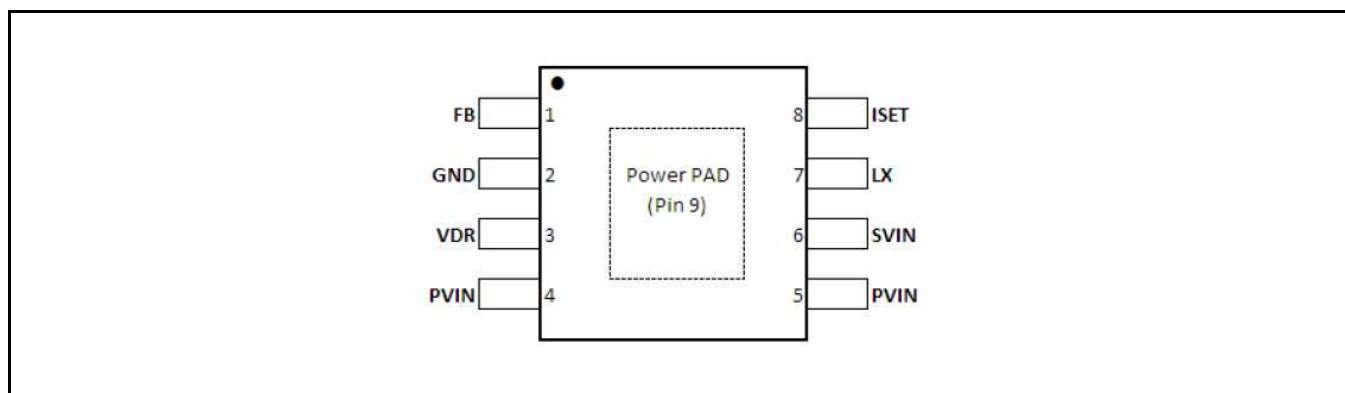 FB 1 8 ISET
GND 2 Power PAD 7 LX
(Pin 9)
VDR 3 6 SVIN
PVIN 4 5 PVIN